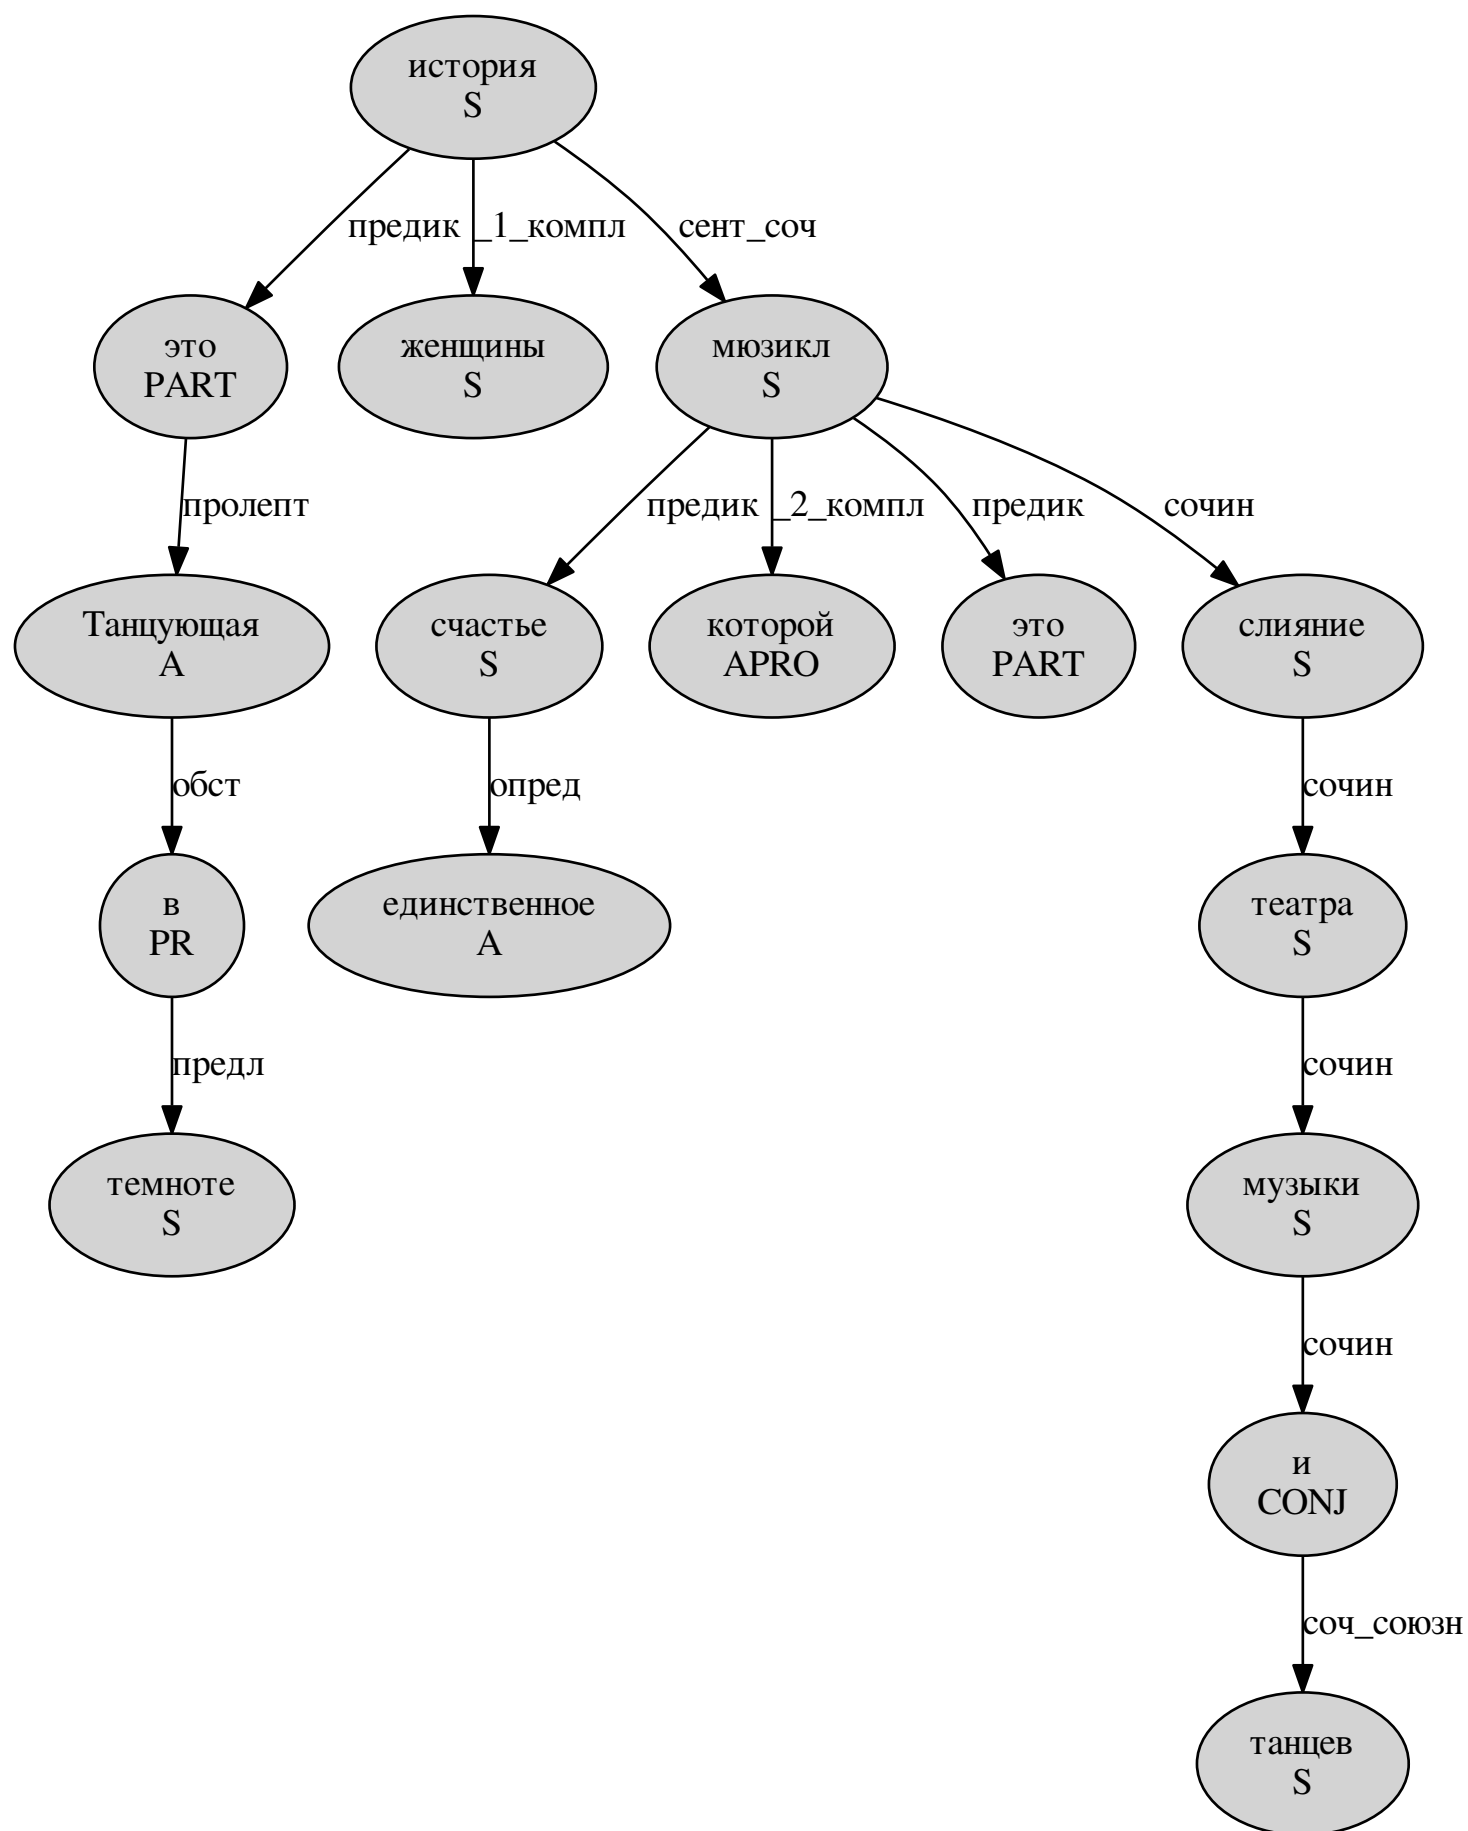 история
S
предик
_1_компл
сент_соч
это
PART
женщины
S
мюзикл
S
пролепт
предик
_2_компл
предик
сочин
Танцующая
A
счастье
S
которой
APRO
это
PART
слияние
S
обст
опред
сочин
в
PR
единственное
A
театра
S
предл
сочин
темноте
S
музыки
S
сочин
и
CONJ
соч_союзн
танцев
S